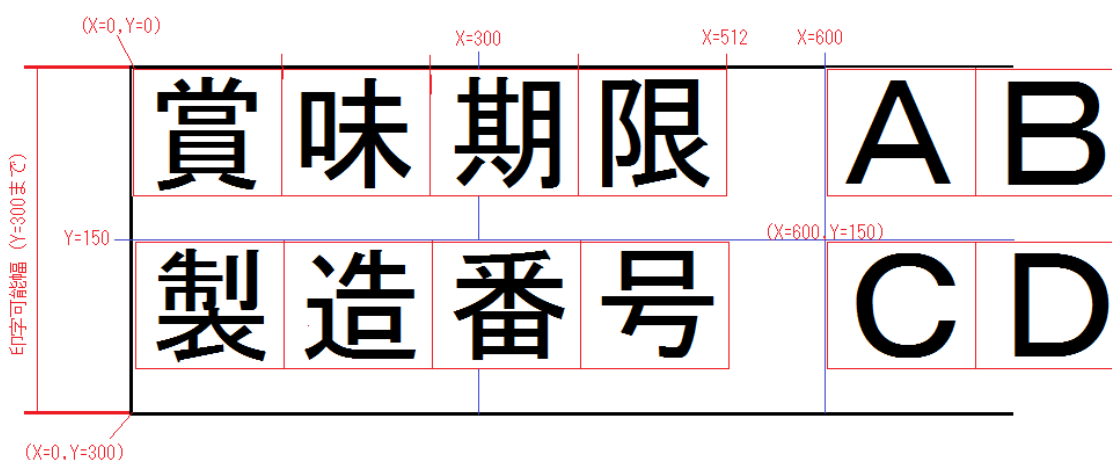 (X=0,Y=0)
X=300
X=512
X=600
賞味期限
AB
印字可能幅 (Y=300まで)
Y=150
(X=600,Y=150)
製造番号
CD
(X=0,Y=300)